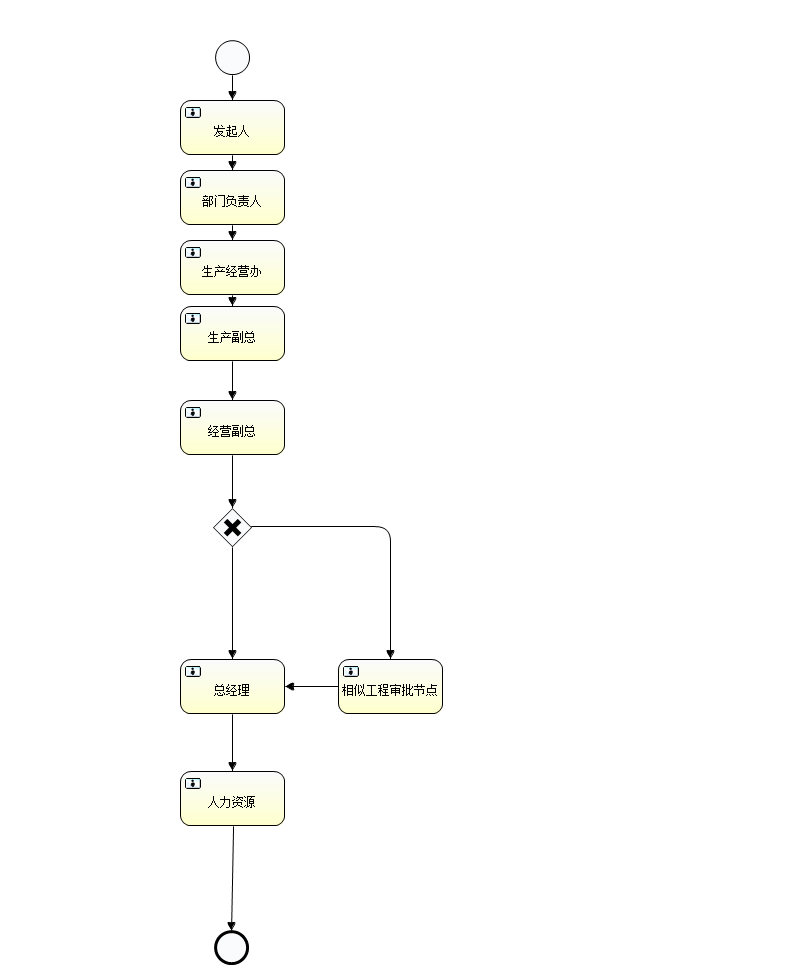 发起人
部门负责人
生产经营办
生产副总
经营副总
总经理
相似工程审批节点
人力资源